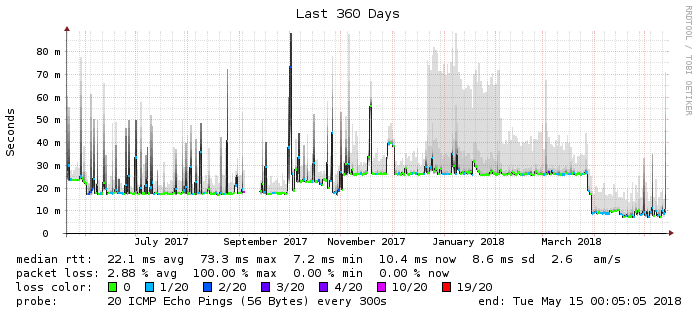 Last 360 Days
RRDTOOL / TOBI OETIKER
Seconds
80 m
70 m
60 m
50 m
40 m
30 m
20 m
10 m
0
July 2017 September 2017 November 2017 January 2018 March 2018
median rtt: 22.1 ms avg 73.3 ms max 7.2 ms min 10.4 ms now 8.6 ms sd 2.6 am/s
packet loss: 2.88 % avg 100.00 % max 0.00 % min 0.00 % now
loss color: 0 1/20 2/20 3/20 4/20 10/20 19/20
probe: 20 ICMP Echo Pings (56 Bytes) every 300s end: Tue May 15 00:05:05 2018